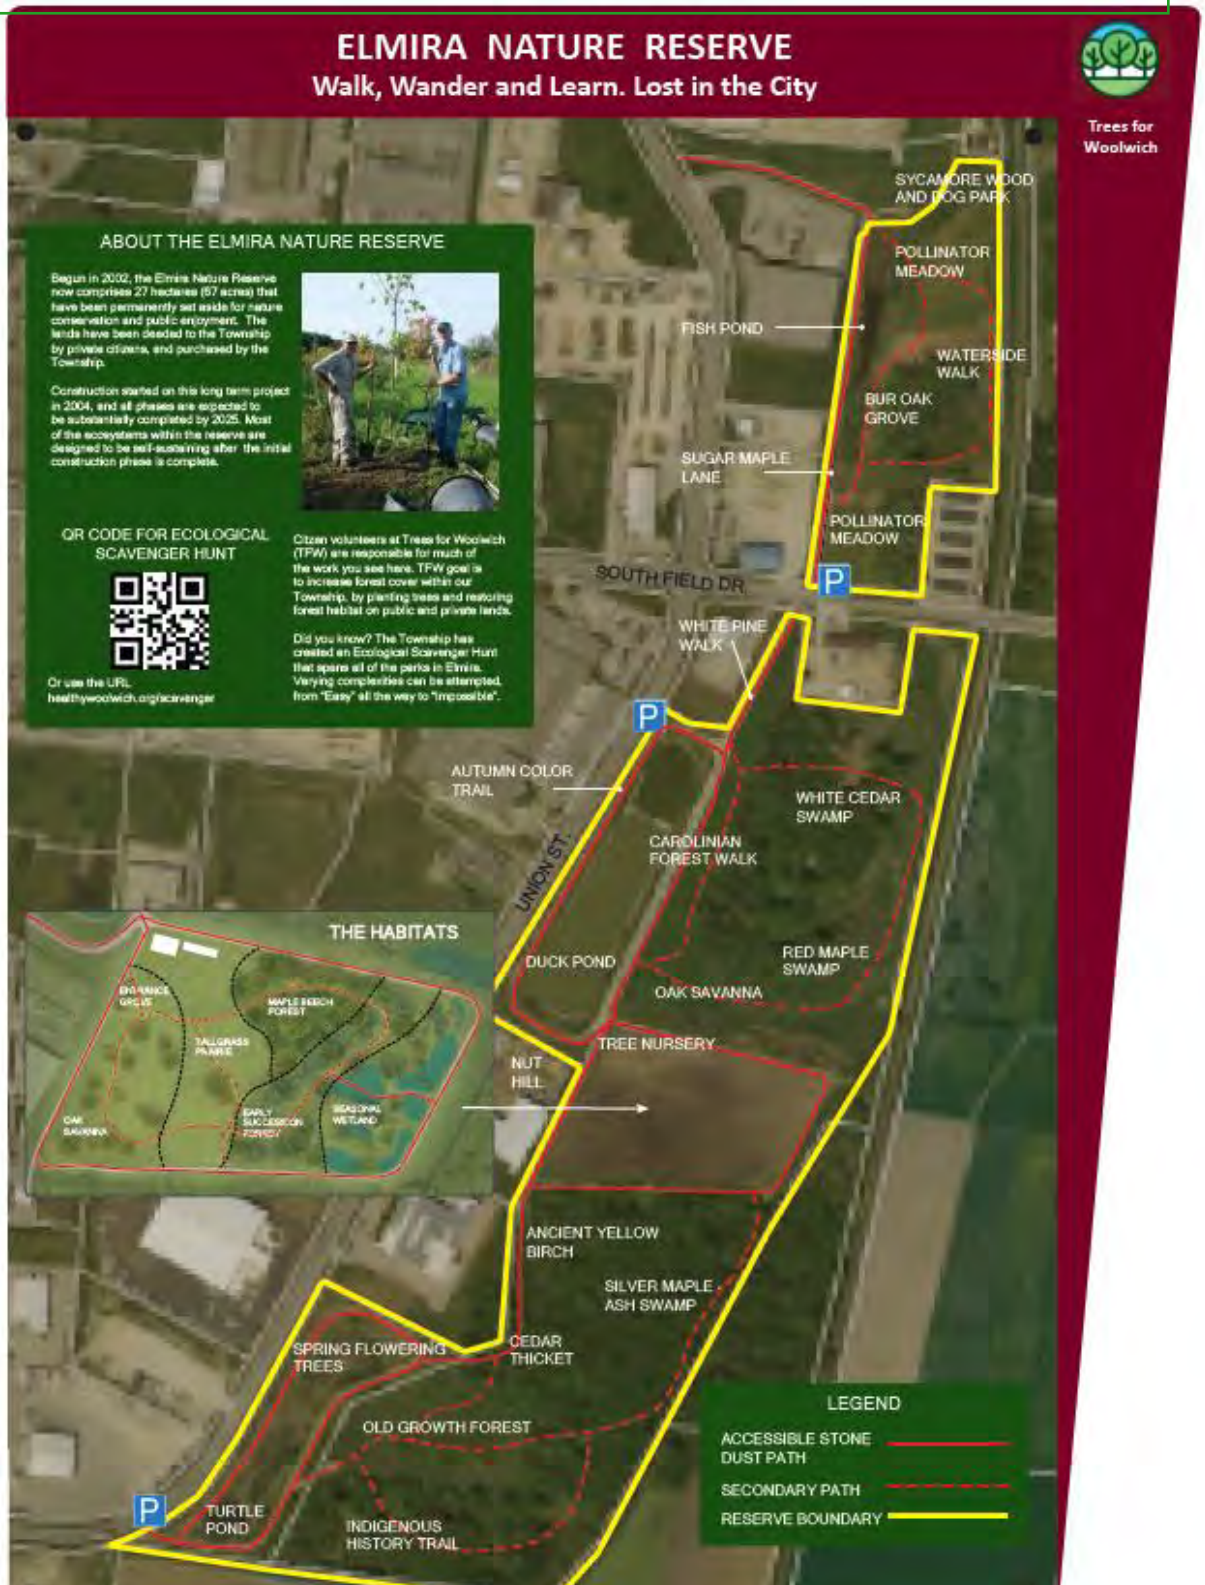 ELMIRA NATURE RESERVE
Walk, Wander and Learn. Lost in the City
Trees for
Woolwich
ABOUT THE ELMIRA NATURE RESERVE
Begun in 2002, the Elmira Nature Reserve
now comprises 27 hectares (67 acres) that
have been permanently set aside for nature
conservation and public enjoyment. The
lands have been deeded to the Township
by private citizens, and purchased by the
Township.
Construction started on this long term project
in 2004, and all phases are expected to
be substantially completed by 2025. Most
of the ecosystems within the reserve are
designed to be self-sustaining after the initial
construction phase is complete.
QR CODE FOR ECOLOGICAL
SCAVENGER HUNT
Or use the URL
healthywoolwich.org/scavenger
Citzen volunteers at Trees for Woolwich
(TFW) are responsible for much of
the work you see here. TFW goal is
to increase forest cover within our
Township, by planting trees and restoring
forest habitat on public and private lands.
Did you know? The Township has
created an Ecological Scavenger Hunt
that spans all of the parks in Elmira.
Varying complexities can be attempted,
from "Easy" all the way to "Impossible".
SYCAMORE WOOD
AND DOG PARK
POLLINATOR
MEADOW
FISH POND
WATERSIDE
WALK
BUR OAK
GROVE
SUGAR MAPLE
LANE
POLLINATOR
MEADOW
P
SOUTH FIELD DR
WHITE PINE
WALK
P
AUTUMN COLOR
TRAIL
WHITE CEDAR
SWAMP
CAROLINIAN
FOREST WALK
UNION ST.
DUCK POND
RED MAPLE
SWAMP
OAK SAVANNA
TREE NURSERY
NUT
HILL
THE HABITATS
ENTRANCE
GROVE
MAPLE BEECH
FOREST
TALLGRASS
PRAIRIE
OAK
SAVANNA
EARLY
SUCCESSION
FOREST
SEASONAL
WETLAND
ANCIENT YELLOW
BIRCH
SILVER MAPLE -
ASH SWAMP
CEDAR
THICKET
SPRING FLOWERING
TREES
OLD GROWTH FOREST
P
TURTLE
POND
INDIGENOUS
HISTORY TRAIL
LEGEND
ACCESSIBLE STONE
DUST PATH
SECONDARY PATH
RESERVE BOUNDARY